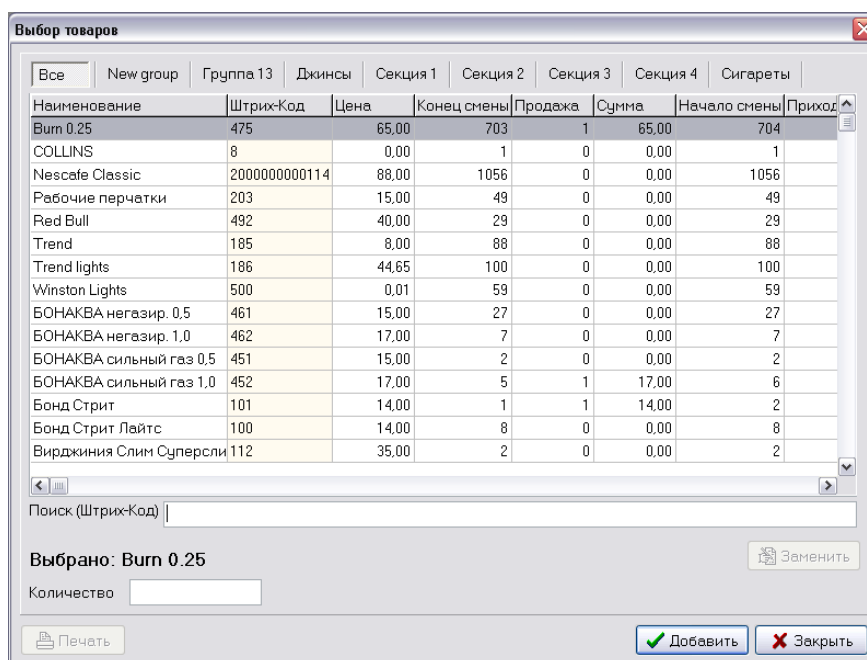 Выбор товаров
Все New group Группа 13 Джинсы Секция 1 Секция 2 Секция 3 Секция 4 Сигареты
Наименование Штрих-Код Цена Конец смены Продажа Сумма Начало смены Приход
Burn 0.25 475 65,00 703 1 65,00 704
COLLINS 8 0,00 1 0 0,00 1
Nescafe Classic 2000000000114 88,00 1056 0 0,00 1056
Рабочие перчатки 203 15,00 49 0 0,00 49
Red Bull 492 40,00 29 0 0,00 29
Trend 185 8,00 88 0 0,00 88
Trend lights 186 44,65 100 0 0,00 100
Winston Lights 500 0,01 59 0 0,00 59
БОНАКВА негазир. 0,5 461 15,00 27 0 0,00 27
БОНАКВА негазир. 1,0 462 17,00 7 0 0,00 7
БОНАКВА сильный газ 0,5 451 15,00 2 0 0,00 2
БОНАКВА сильный газ 1,0 452 17,00 5 1 17,00 6
Бонд Стрит 101 14,00 1 1 14,00 2
Бонд Стрит Лайтс 100 14,00 8 0 0,00 8
Вирджиния Слим Суперсли 112 35,00 2 0 0,00 2
Поиск (Штрих-Код)
Выбрано: Burn 0.25
Заменить
Количество
Печать Добавить Закрыть